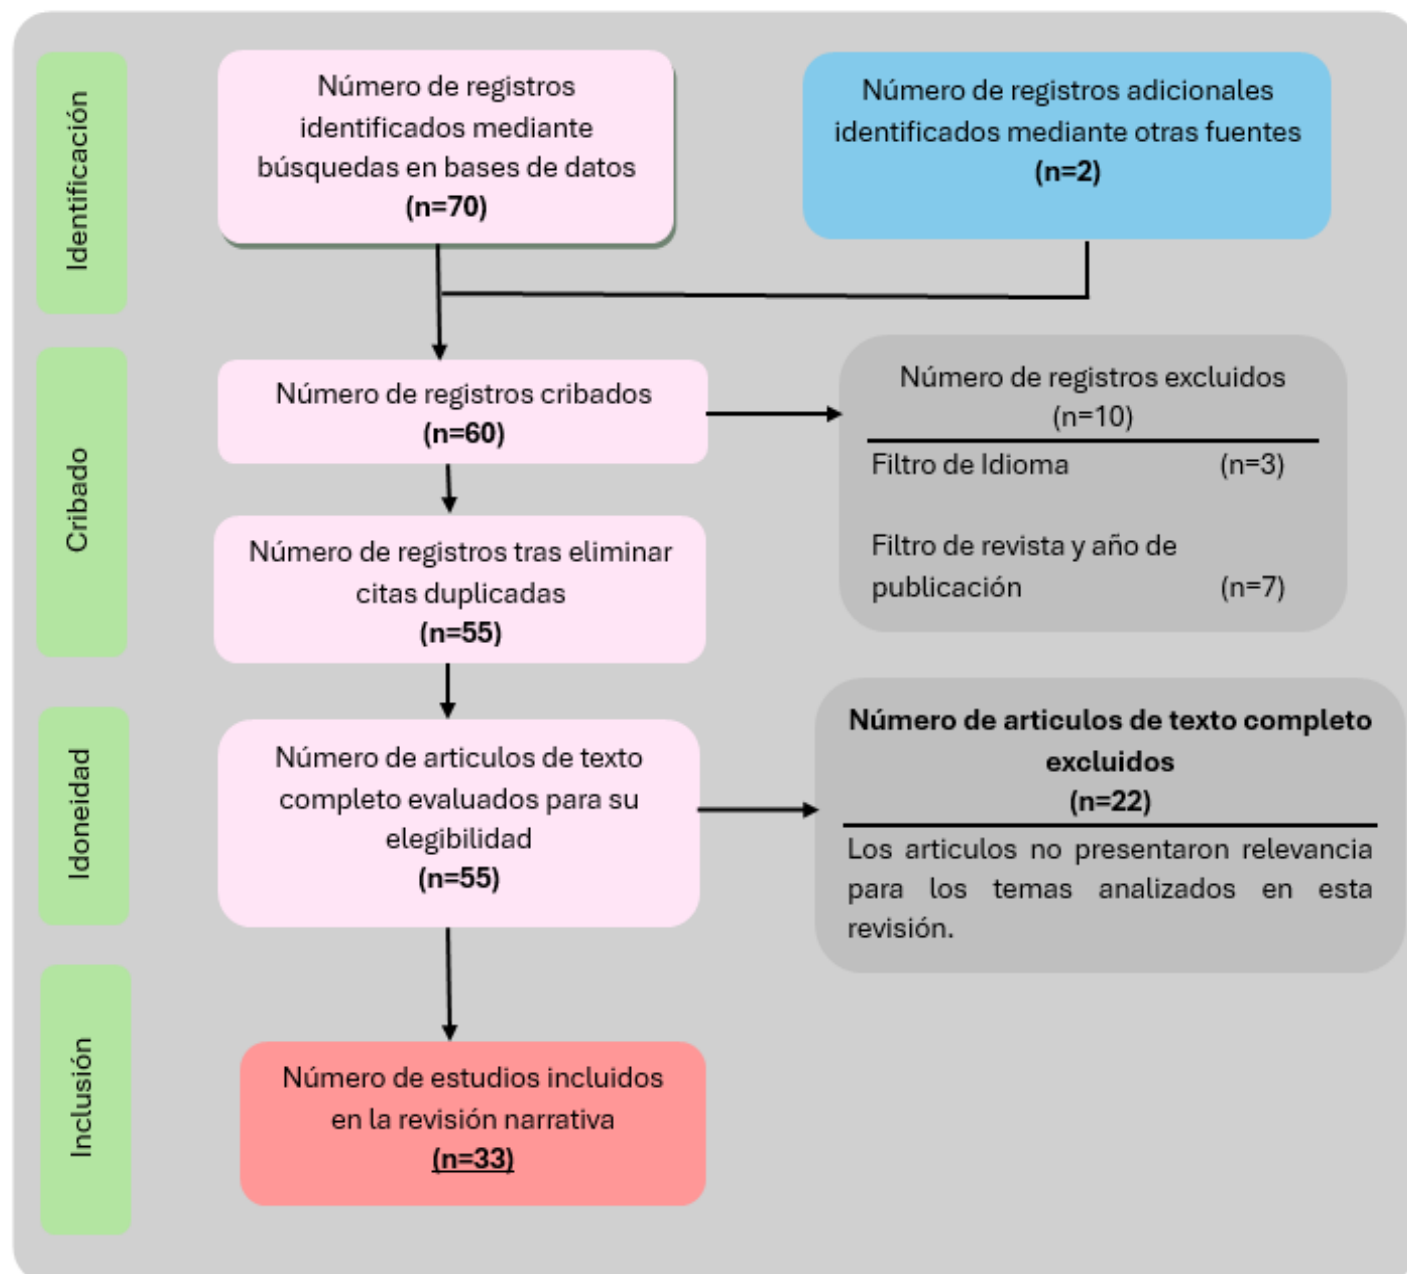 Identificación
Número de registros
identificados mediante
búsquedas en bases de datos
(n=70)
Número de registros adicionales
identificados mediante otras fuentes
(n=2)
Cribado
Número de registros cribados
(n=60)
Número de registros excluidos
(n=10)
Filtro de Idioma (n=3)
Filtro de revista y año de
publicación (n=7)
Número de registros tras eliminar
citas duplicadas
(n=55)
Idoneidad
Número de articulos de texto
completo evaluados para su
elegibilidad
(n=55)
Número de articulos de texto completo
excluidos
(n=22)
Los articulos no presentaron relevancia
para los temas analizados en esta
revisión.
Inclusión
Número de estudios incluidos
en la revisión narrativa
(n=33)